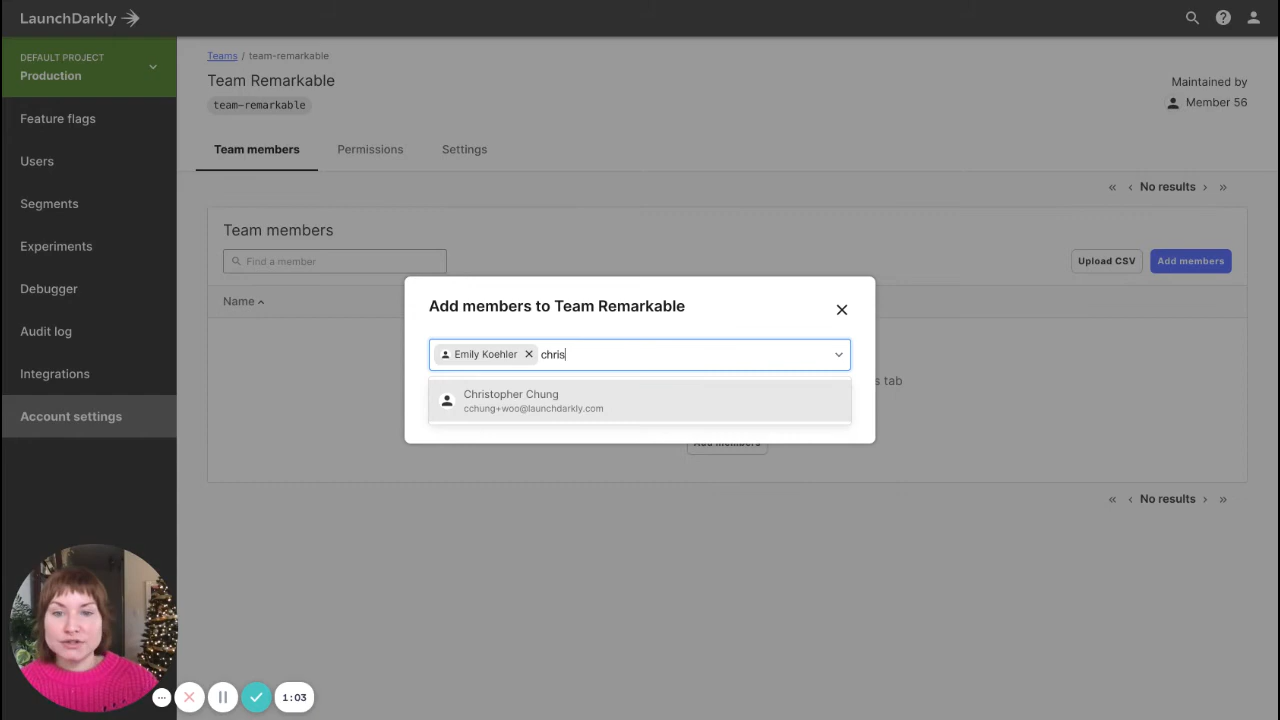 LaunchDarkly
DEFAULT PROJECT
Production
Feature flags
Users
Segments
Experiments
Debugger
Audit log
Integrations
Account settings
Teams / team-remarkable
Team Remarkable
team-remarkable
Maintained by
Member 56
Team members
Permissions
Settings
« ‹ No results › »
Team members
Find a member
Upload CSV
Add members
Name
Add members to Team Remarkable
Emily Koehler
chris
Christopher Chung
cchung+woo@launchdarkly.com
s tab
Add members
« ‹ No results › »
1:03